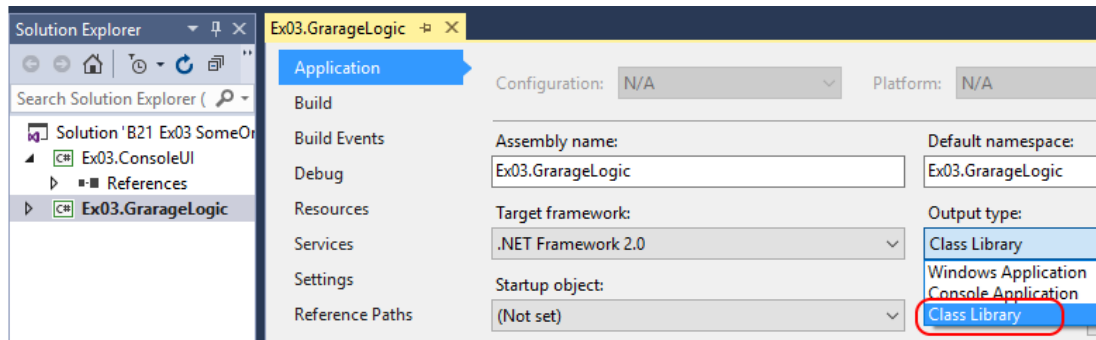 Solution Explorer
Search Solution Explorer (
Solution 'B21 Ex03 SomeOr
C# Ex03.ConsoleUI
References
C# Ex03.GrarageLogic
Ex03.GrarageLogic
Application
Build
Build Events
Debug
Resources
Services
Settings
Reference Paths
Configuration: N/A
Platform: N/A
Assembly name:
Ex03.GrarageLogic
Default namespace:
Ex03.GrarageLogic
Target framework:
.NET Framework 2.0
Output type:
Class Library
Windows Application
Console Application
Class Library
Startup object:
(Not set)